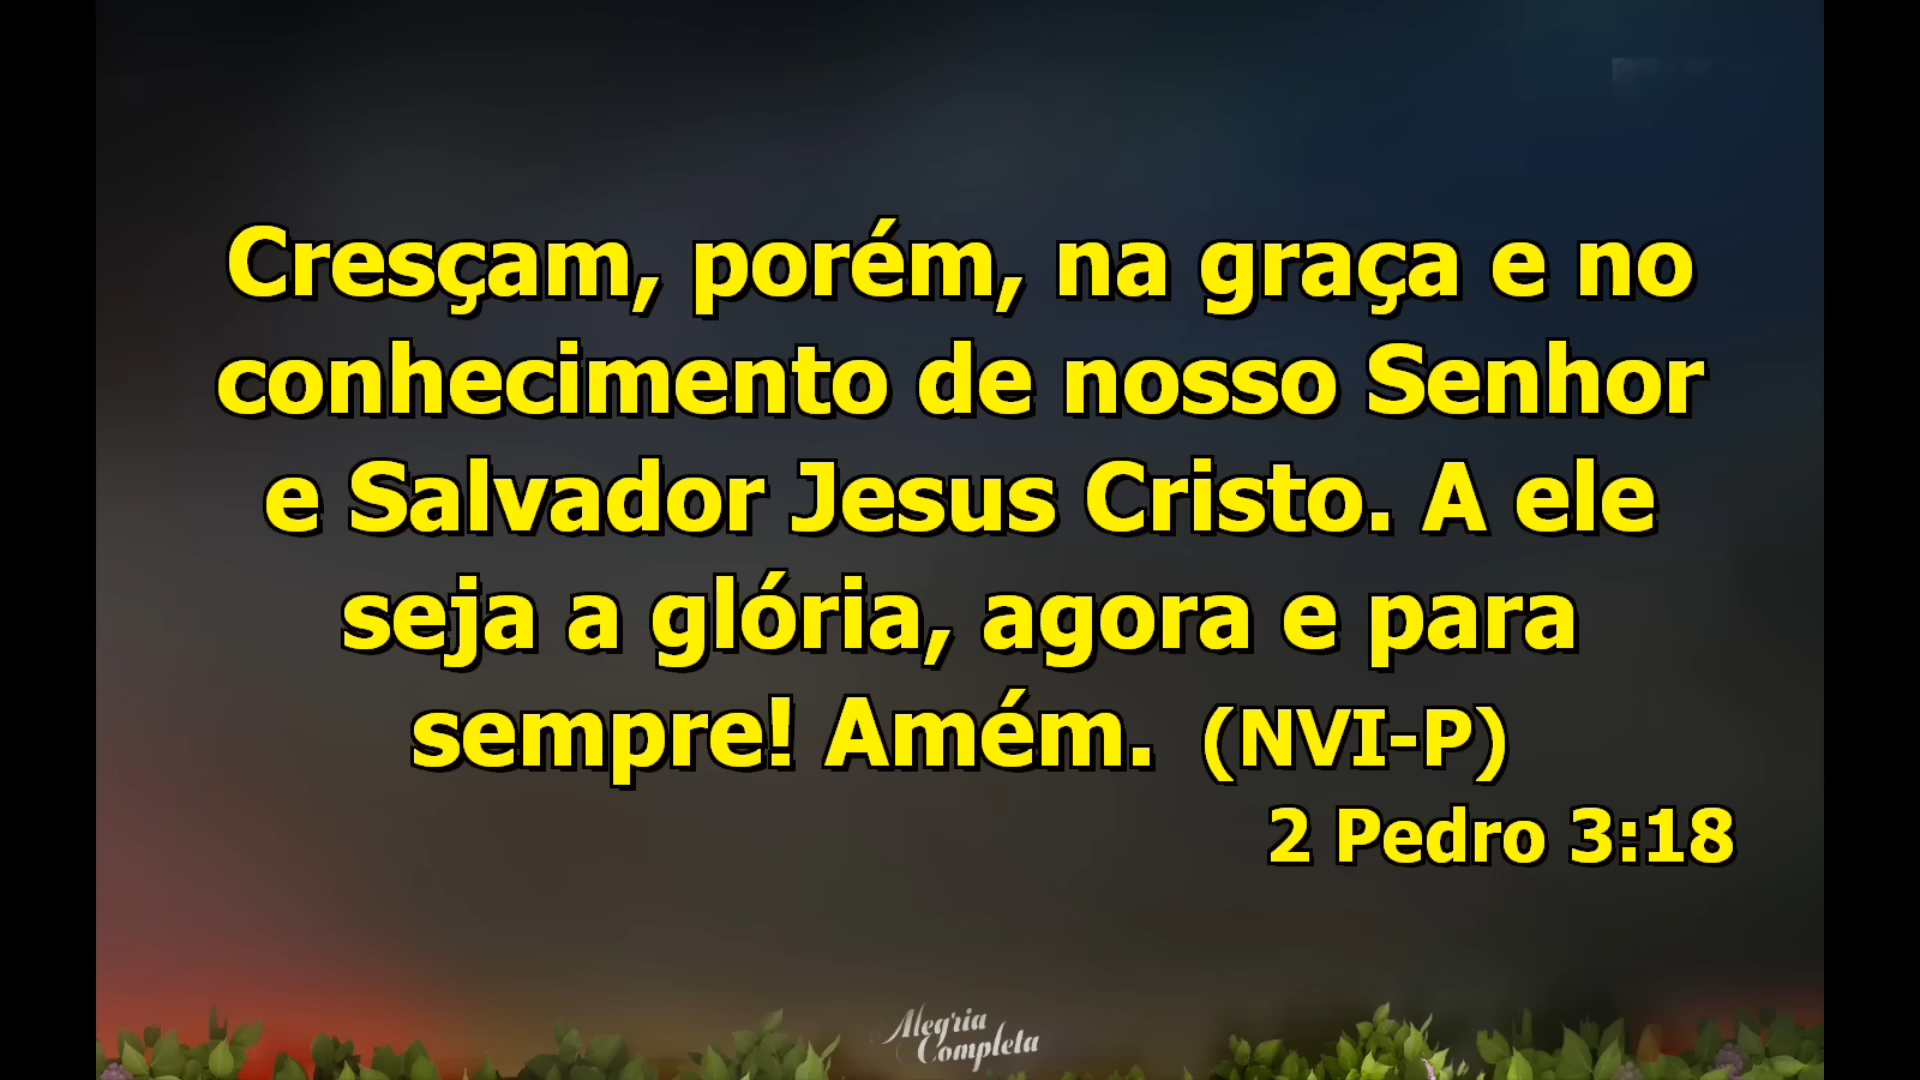 Cresçam, porém, na graça e no
conhecimento de nosso Senhor
e Salvador Jesus Cristo. A ele
seja a glória, agora e para
sempre! Amém. (NVI-P)
2 Pedro 3:18
Alegria
Completa